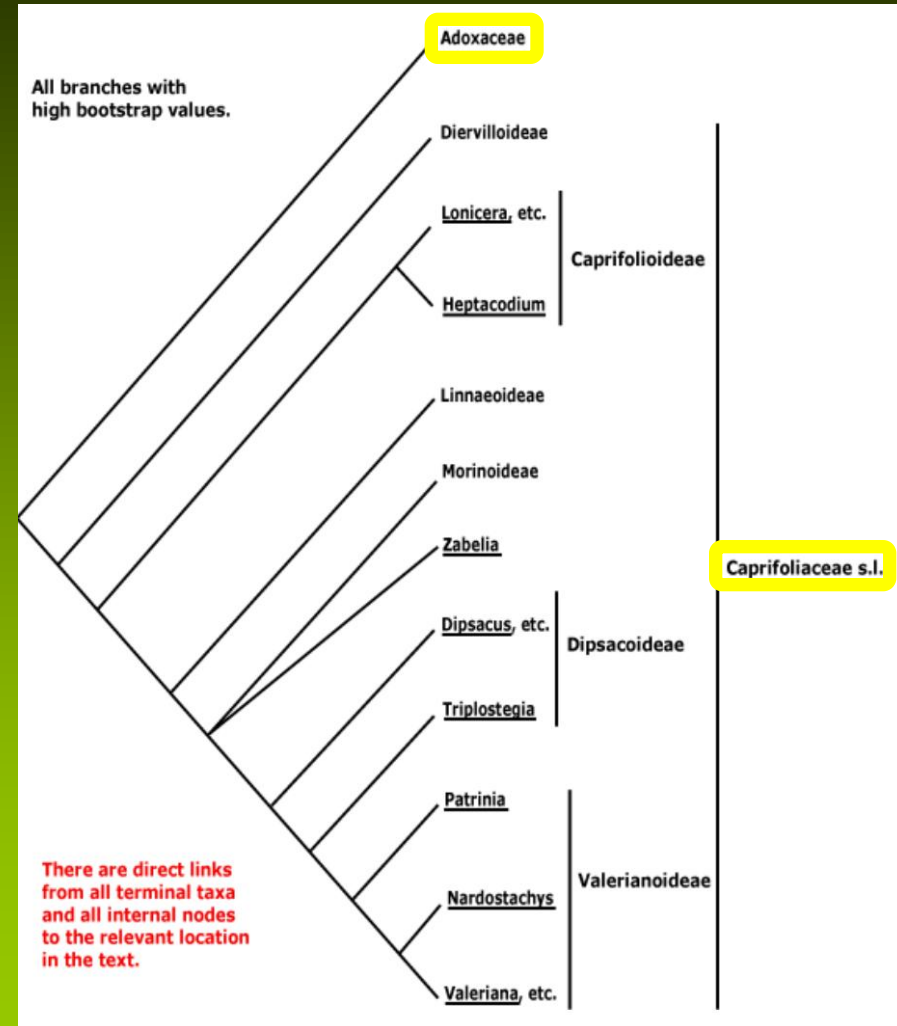 Adoxaceae
All branches with
high bootstrap values.
Diervilloideae
Lonicera, etc.
Caprifolioideae
Heptacodium
Linnaeoideae
Morinoideae
Zabelia
Caprifoliaceae s.l.
Dipsacus, etc.
Dipsacoideae
Triplostegia
Patrinia
There are direct links
from all terminal taxa
and all internal nodes
to the relevant location
in the text.
Valerianoideae
Nardostachys
Valeriana, etc.